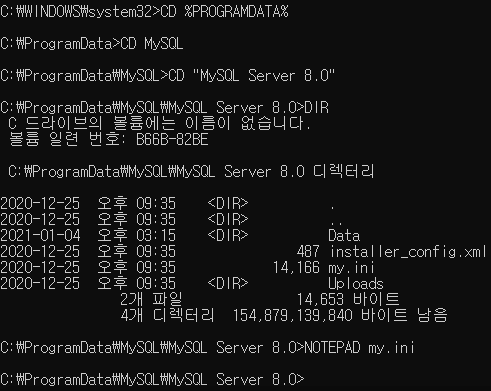 C:₩WINDOWS₩system32>CD %PROGRAMDATA%
C:₩ProgramData>CD MySQL
C:₩ProgramData₩MySQL>CD "MySQL Server 8.0"
C:₩ProgramData₩MySQL₩MySQL Server 8.0>DIR
C 드라이브의 볼륨에는 이름이 없습니다.
볼륨 일련 번호: B66B-82BE
C:₩ProgramData₩MySQL₩MySQL Server 8.0 디렉터리
2020-12-25 오후 09:35 <DIR> .
2020-12-25 오후 09:35 <DIR> ..
2021-01-04 오후 03:15 <DIR> Data
2020-12-25 오후 09:35 487 installer_config.xml
2020-12-25 오후 09:35 14,166 my.ini
2020-12-25 오후 09:35 <DIR> Uploads
2개 파일 14,653 바이트
4개 디렉터리 154,879,139,840 바이트 남음
C:₩ProgramData₩MySQL₩MySQL Server 8.0>NOTEPAD my.ini
C:₩ProgramData₩MySQL₩MySQL Server 8.0>